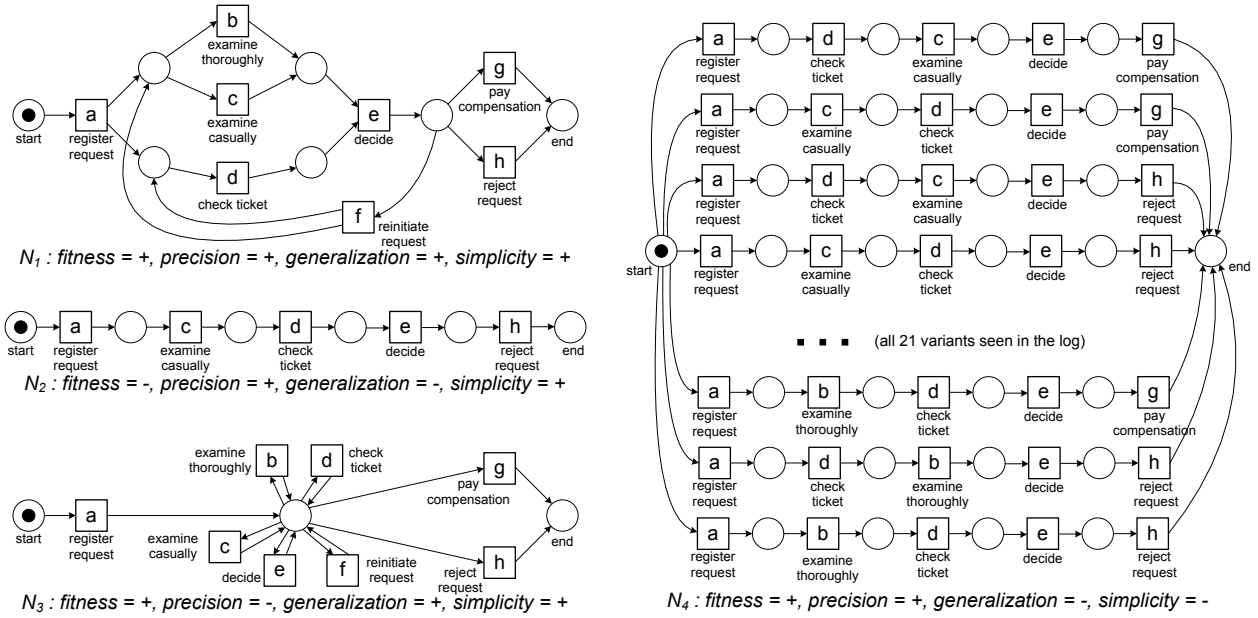 b
examine
thoroughly
c
examine
casually
d
check ticket
a
register
request
start
e
decide
f
reinitiate
request
g
pay
compensation
h
reject
request
end
N1 : fitness = +, precision = +, generalization = +, simplicity = +
start
a
register
request
c
examine
casually
d
check
ticket
e
decide
h
reject
request
end
N2 : fitness = -, precision = +, generalization = -, simplicity = +
start
a
register
request
examine
thoroughly
b
d
check
ticket
examine
casually
c
decide
e
f
reinitiate
request
g
pay
compensation
h
reject
request
end
N3 : fitness = +, precision = -, generalization = +, simplicity = +
start
a
register
request
d
check
ticket
c
examine
casually
e
decide
g
pay
compensation
a
register
request
c
examine
casually
d
check
ticket
e
decide
g
pay
compensation
a
register
request
d
check
ticket
c
examine
casually
e
decide
h
reject
request
a
register
request
c
examine
casually
d
check
ticket
e
decide
h
reject
request
end
(all 21 variants seen in the log)
a
register
request
b
examine
thoroughly
d
check
ticket
e
decide
g
pay
compensation
a
register
request
d
check
ticket
b
examine
thoroughly
e
decide
h
reject
request
a
register
request
b
examine
thoroughly
d
check
ticket
e
decide
h
reject
request
N4 : fitness = +, precision = +, generalization = -, simplicity = -